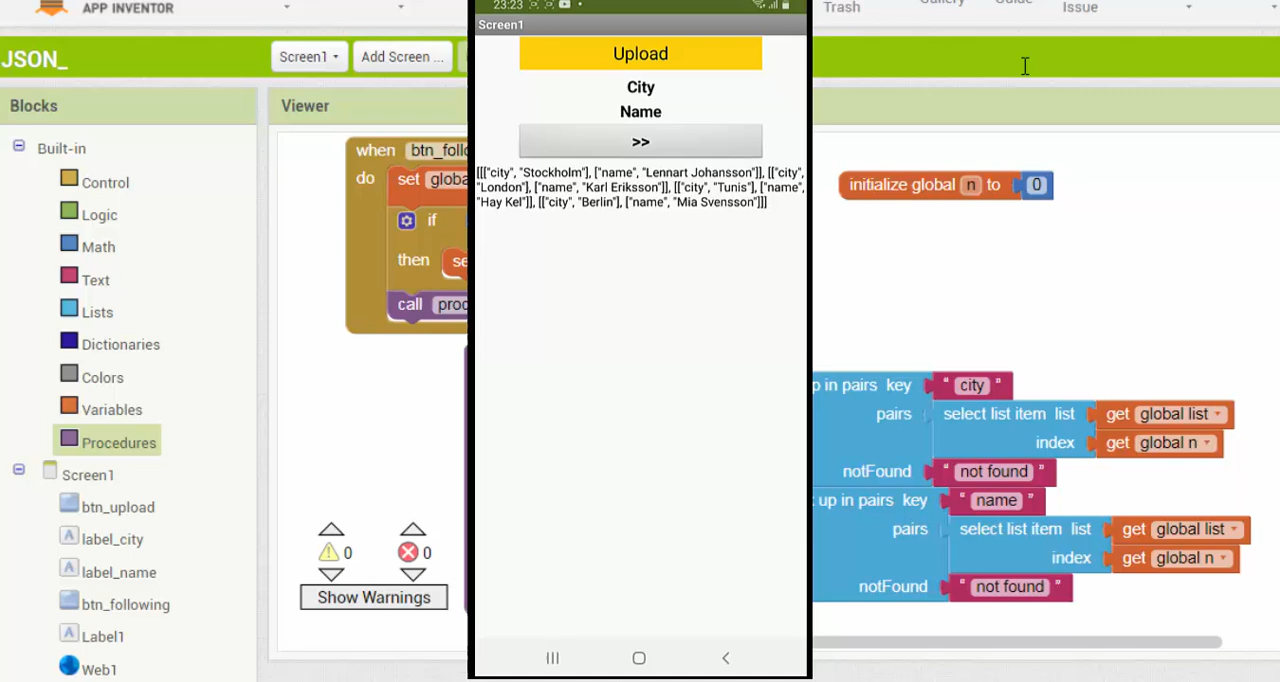 APP INVENTOR
Trash
Guide
Issue
JSON_
Screen1
Add Screen ...
Blocks
Viewer
Built-in
Control
Logic
Math
Text
Lists
Dictionaries
Colors
Variables
Procedures
Screen1
btn_upload
label_city
label_name
btn_following
Label1
Web1
when
do
set
if
then
call
0
0
Show Warnings
23:23
Screen1
Upload
City
Name
>>
[[["city", "Stockholm"], ["name", "Lennart Johansson"]], [["city",
"London"], ["name", "Karl Eriksson"]], [["city", "Tunis"], ["name",
"Hay Kel"]], [["city", "Berlin"], ["name", "Mia Svensson"]]]
initialize global n to 0
in pairs key " city "
pairs select list item list get global list
index get global n
notFound " not found "
up in pairs key " name "
pairs select list item list get global list
index get global n
notFound " not found "